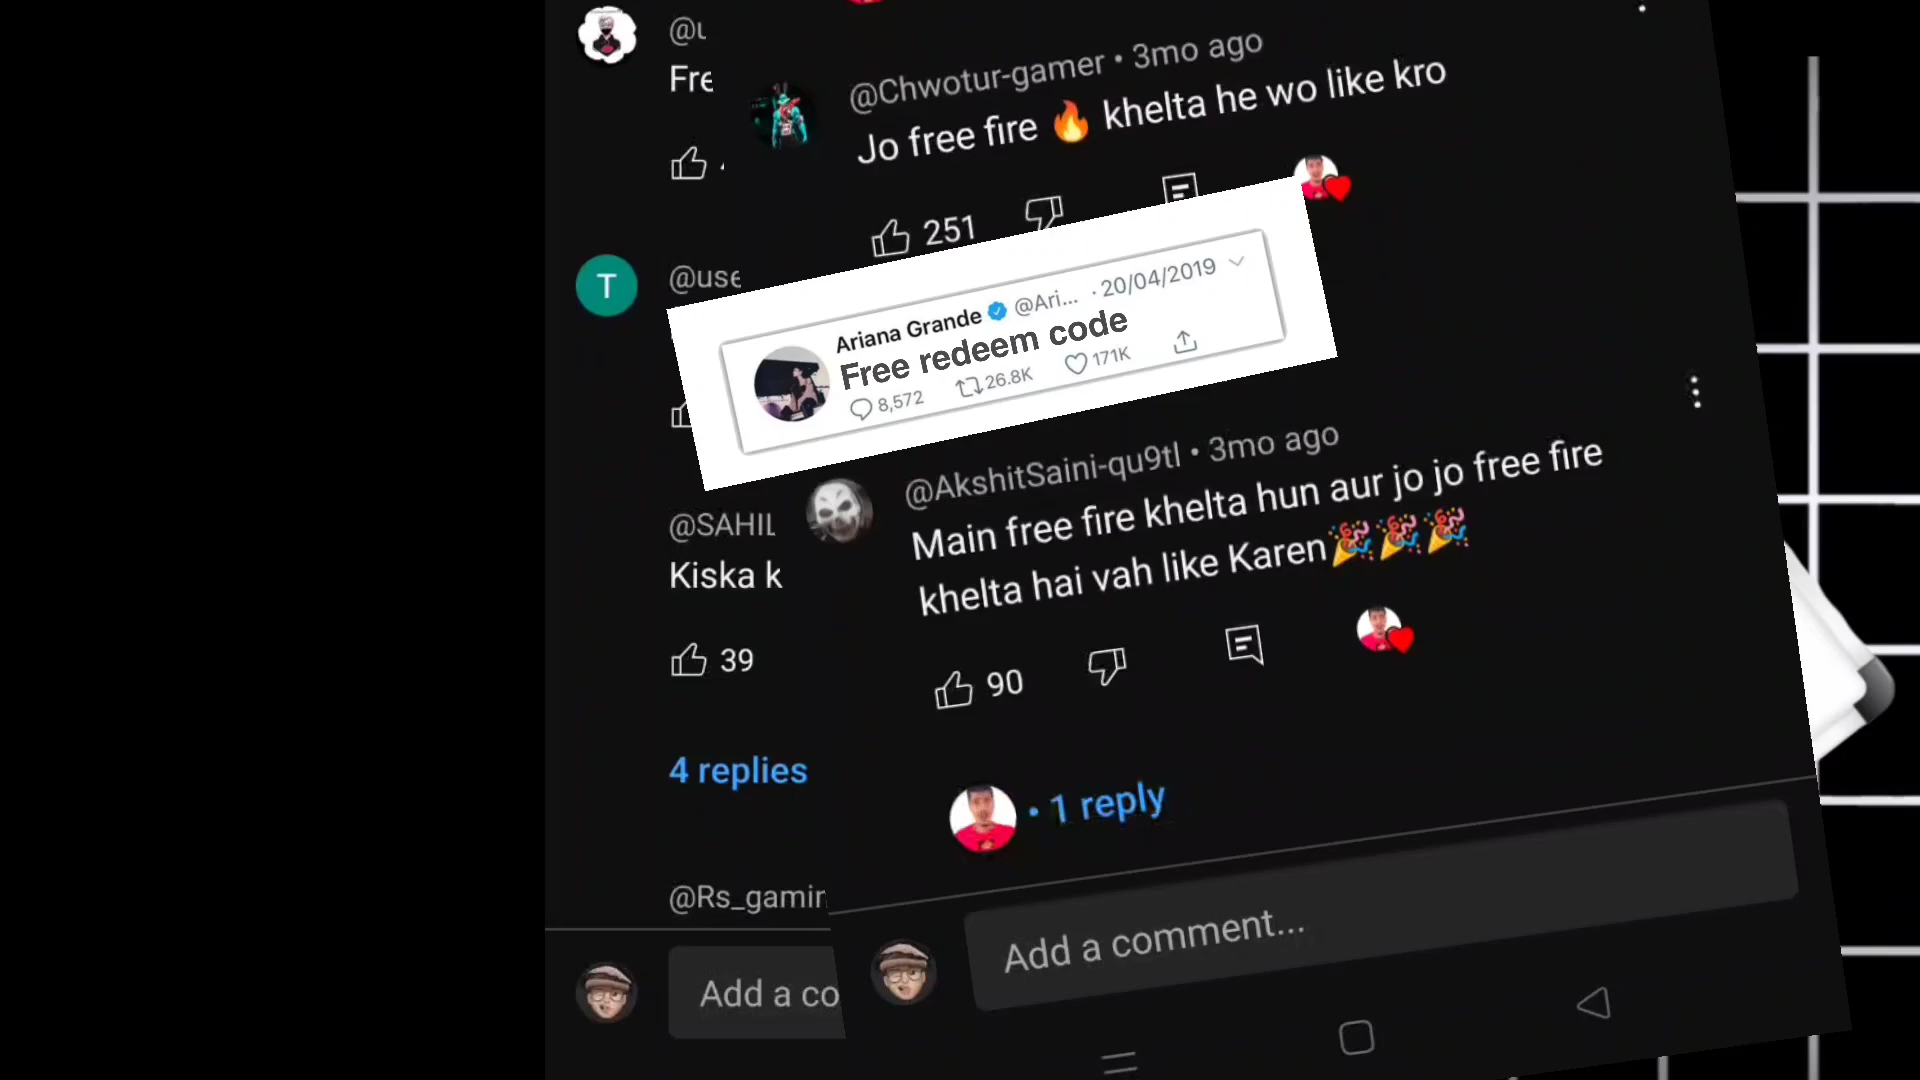 @u
Fre
@use
@SAHIL
Kiska k
39
4 replies
@Rs_gamin
Add a co
@Chwotur-gamer • 3mo ago
Jo free fire 🔥 khelta he wo like kro
251
Ariana Grande @Ari... · 20/04/2019
Free redeem code
8,572 26.8K 171K
@AkshitSaini-qu9tl • 3mo ago
Main free fire khelta hun aur jo jo free fire
khelta hai vah like Karen🎉🎉🎉
90
• 1 reply
Add a comment...
T